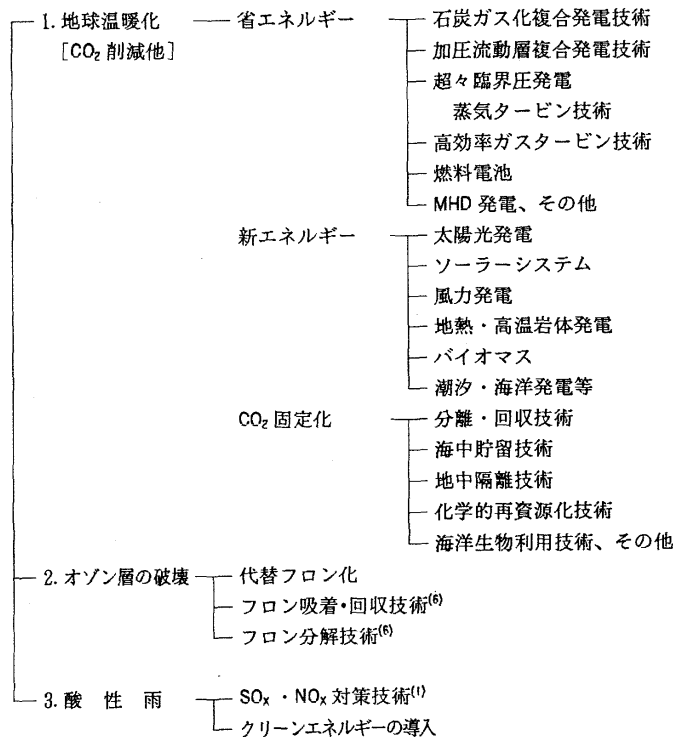 1. 地球温暖化 省エネルギー 石炭ガス化複合発電技術
[CO₂ 削減他] 加圧流動層複合発電技術
超々臨界圧発電
蒸気タービン技術
高効率ガスタービン技術
燃料電池
MHD 発電、その他
新エネルギー 太陽光発電
ソーラーシステム
風力発電
地熱・高温岩体発電
バイオマス
潮汐・海洋発電等
CO₂ 固定化 分離・回収技術
海中貯留技術
地中隔離技術
化学的再資源化技術
海洋生物利用技術、その他
2. オゾン層の破壊 代替フロン化
フロン吸着・回収技術⁽⁶⁾
フロン分解技術⁽⁶⁾
3. 酸 性 雨 SOₓ・NOₓ 対策技術⁽¹⁾
クリーンエネルギーの導入